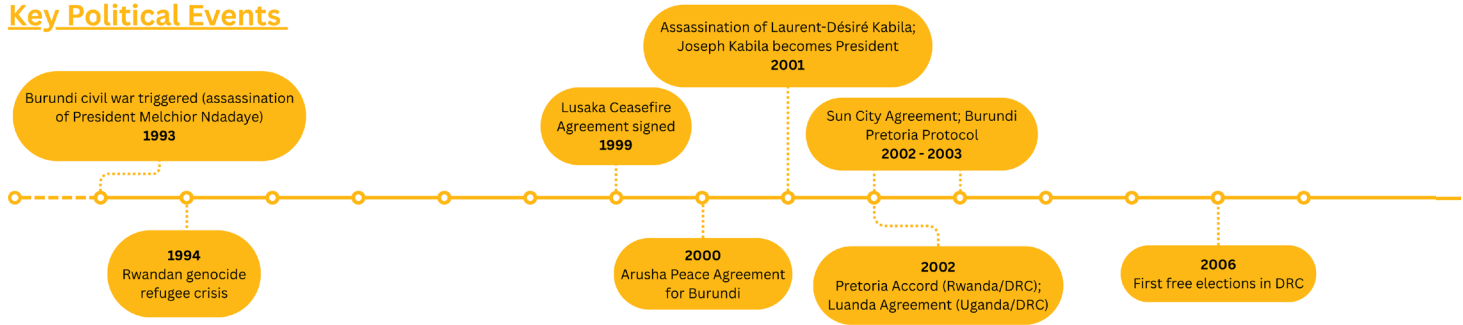 Key Political Events
Burundi civil war triggered (assassination
of President Melchior Ndadaye)
1993
1994
Rwandan genocide
refugee crisis
Lusaka Ceasefire
Agreement signed
1999
2000
Arusha Peace Agreement
for Burundi
Assassination of Laurent-Désiré Kabila;
Joseph Kabila becomes President
2001
Sun City Agreement; Burundi
Pretoria Protocol
2002 - 2003
2002
Pretoria Accord (Rwanda/DRC);
Luanda Agreement (Uganda/DRC)
2006
First free elections in DRC